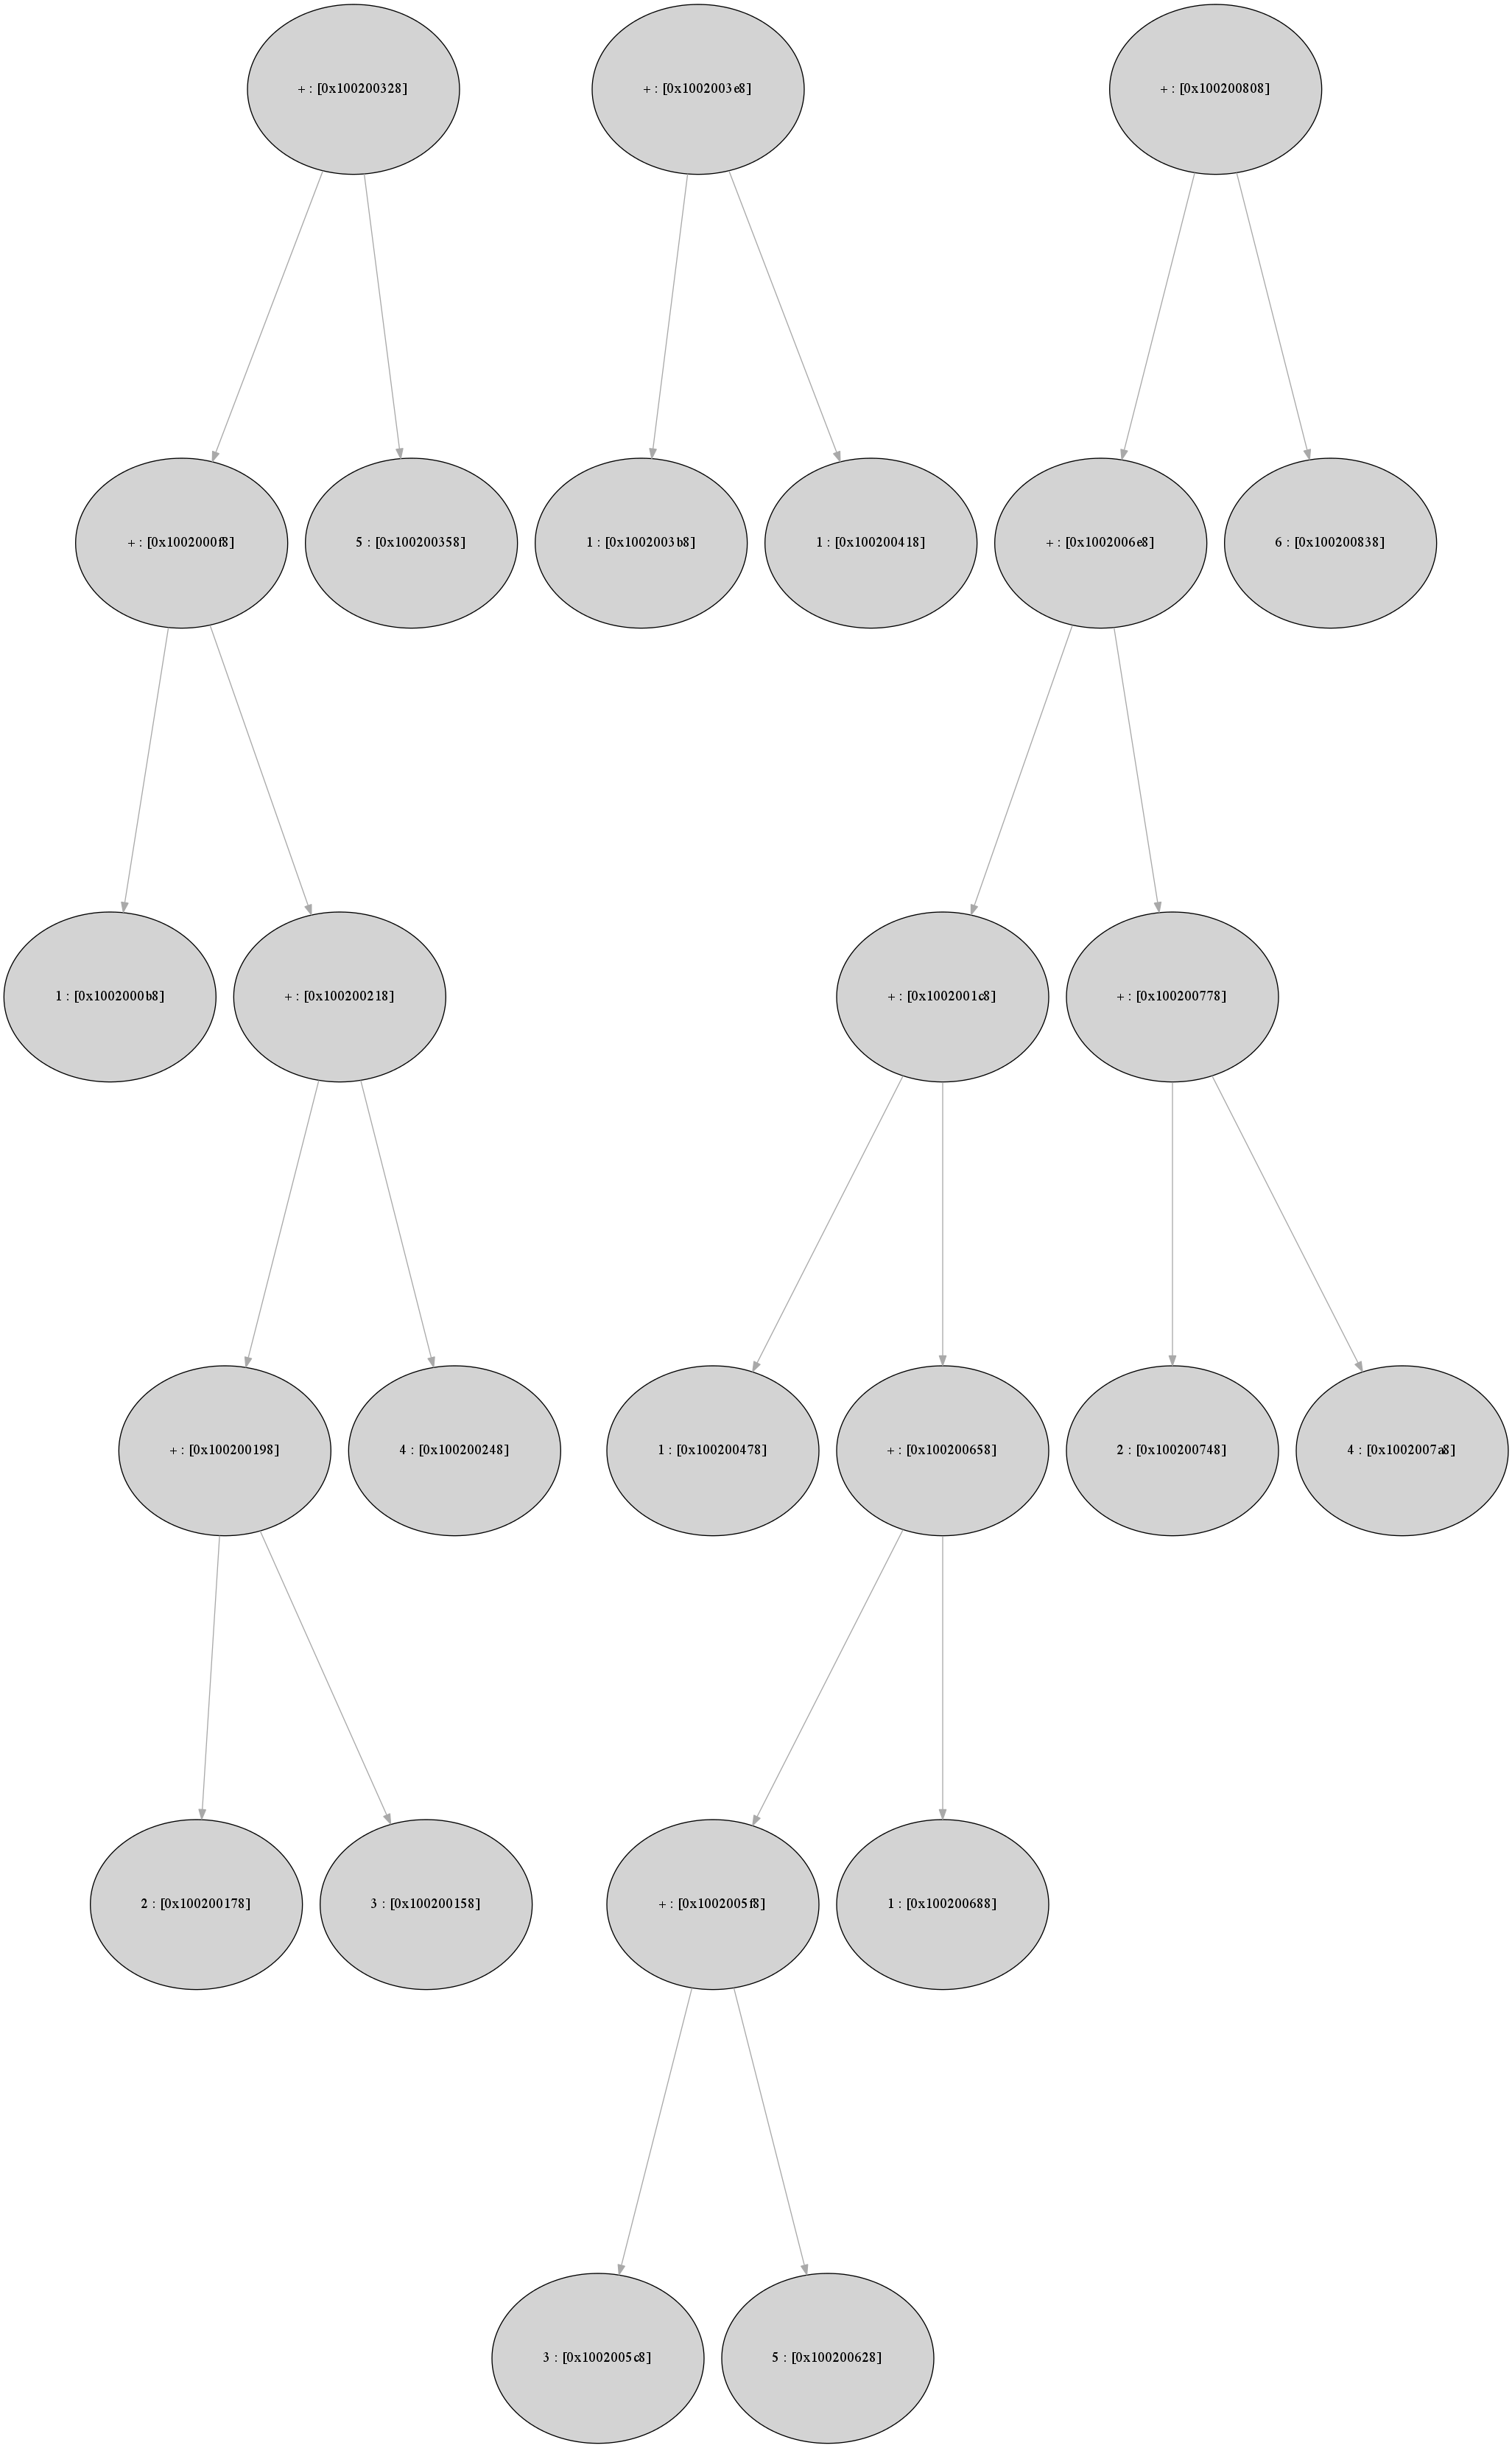 + : [0x100200328]
+ : [0x1002003e8]
+ : [0x100200808]
+ : [0x1002000f8]
5 : [0x100200358]
1 : [0x1002003b8]
1 : [0x100200418]
+ : [0x1002006e8]
6 : [0x100200838]
1 : [0x1002000b8]
+ : [0x100200218]
+ : [0x1002001c8]
+ : [0x100200778]
+ : [0x100200198]
4 : [0x100200248]
1 : [0x100200478]
+ : [0x100200658]
2 : [0x100200748]
4 : [0x1002007a8]
2 : [0x100200178]
3 : [0x100200158]
+ : [0x1002005f8]
1 : [0x100200688]
3 : [0x1002005c8]
5 : [0x100200628]